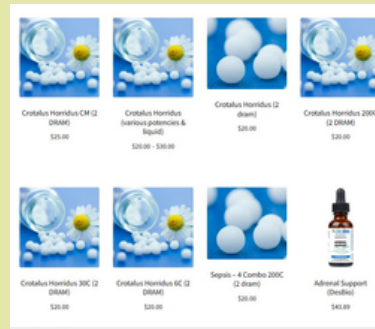 Crotalus Horridus CM (2
DRAM)
$25.00
Crotalus Horridus
(various potencies &
liquid)
$20.00 - $30.00
Crotalus Horridus (2
dram)
$20.00
Crotalus Horridus 200C
(2 DRAM)
$20.00
Crotalus Horridus 30C (2
DRAM)
$20.00
Crotalus Horridus 6C (2
DRAM)
$20.00
Sepsis – 4 Combo 200C
(2 dram)
$20.00
Adrenal Support
(DesBio)
$43.89